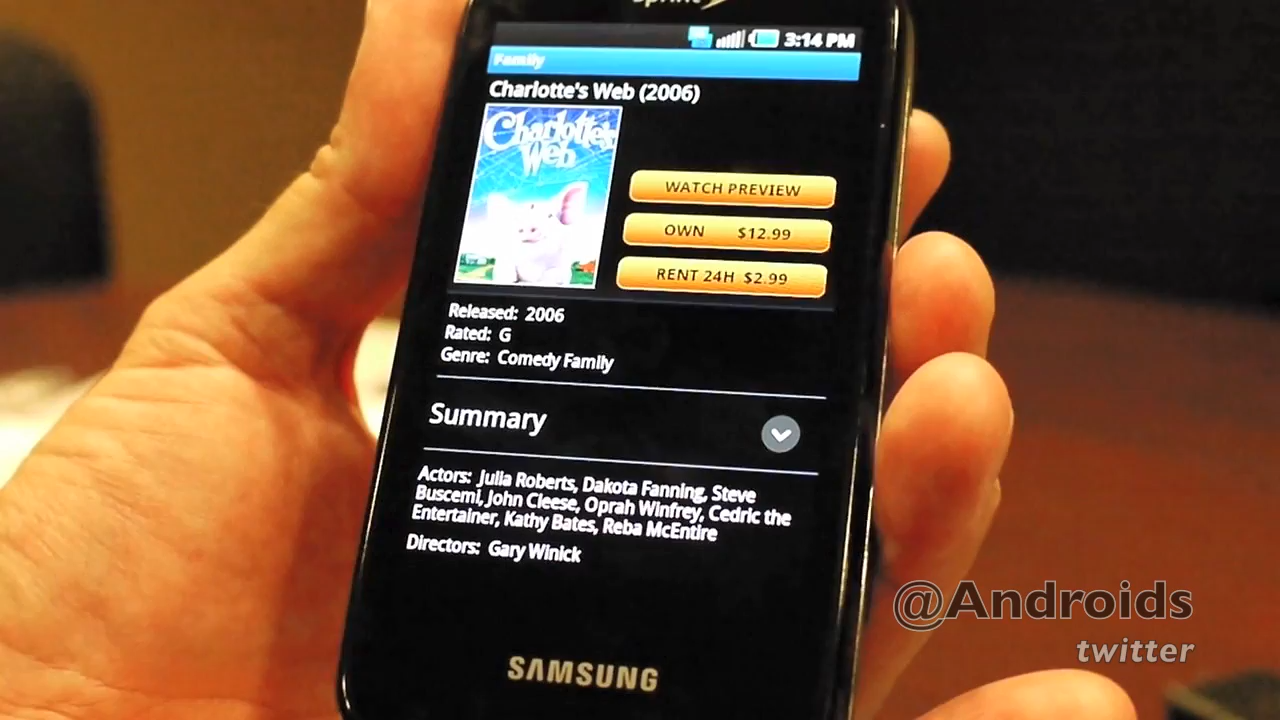 Sprint
3:14 PM
Family
Charlotte's Web (2006)
Charlotte's
Web
WATCH PREVIEW
OWN $12.99
RENT 24H $2.99
Released: 2006
Rated: G
Genre: Comedy Family
Summary
Actors: Julia Roberts, Dakota Fanning, Steve
Buscemi, John Cleese, Oprah Winfrey, Cedric the
Entertainer, Kathy Bates, Reba McEntire
Directors: Gary Winick
@Androids
twitter
SAMSUNG